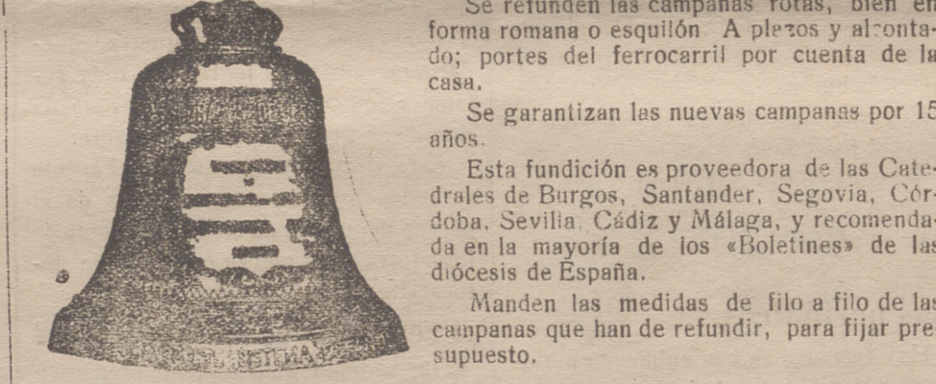 Se refunden las campanas rotas, bien en
forma romana o esquilón A plazos y al conta-
do; portes del ferrocarril por cuenta de la
casa.
Se garantizan las nuevas campanas por 15
años.
Esta fundición es proveedora de las Cate-
drales de Burgos, Santander, Segovia, Cór-
doba, Sevilla, Cádiz y Málaga, y recomenda-
da en la mayoría de los «Boletines» de las
diócesis de España.
Manden las medidas de filo a filo de las
campanas que han de refundir, para fijar pre
supuesto.